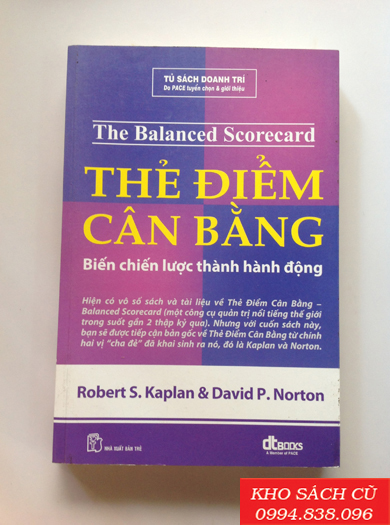 TỦ SÁCH DOANH TRÍ
Do PACE tuyển chọn & giới thiệu
The Balanced Scorecard
THẺ ĐIỂM
CÂN BẰNG
Biến chiến lược thành hành động
Hiện có vô số sách và tài liệu về Thẻ Điểm Cân Bằng –
Balanced Scorecard (một công cụ quản trị nổi tiếng thế giới
trong suốt gần 2 thập kỷ qua). Nhưng với cuốn sách này,
bạn sẽ được tiếp cận bản gốc về Thẻ Điểm Cân Bằng từ chính
hai vị “cha đẻ” đã khai sinh ra nó, đó là Kaplan và Norton.
Robert S. Kaplan & David P. Norton
NHÀ XUẤT BẢN TRẺ
dtBOOKS
A Member of PACE
KHO SÁCH CŨ
0994.838.096